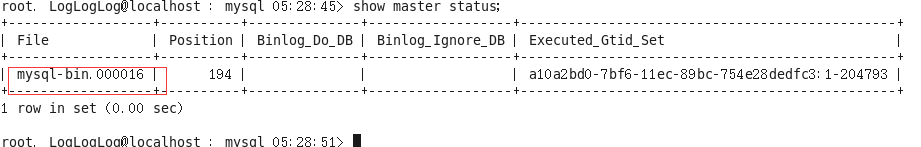 root. LogLogLog@localhost : mysql 05:28:45> show master status;
+------------------+----------+--------------+------------------+---------------------------------------------+
| File | Position | Binlog_Do_DB | Binlog_Ignore_DB | Executed_Gtid_Set |
+------------------+----------+--------------+------------------+---------------------------------------------+
| mysql-bin.000016 | 194 | | | a10a2bd0-7bf6-11ec-89bc-754e28dedfc3:1-204793 |
+------------------+----------+--------------+------------------+---------------------------------------------+
1 row in set (0.00 sec)
root. LogLogLog@localhost : mysql 05:28:51>